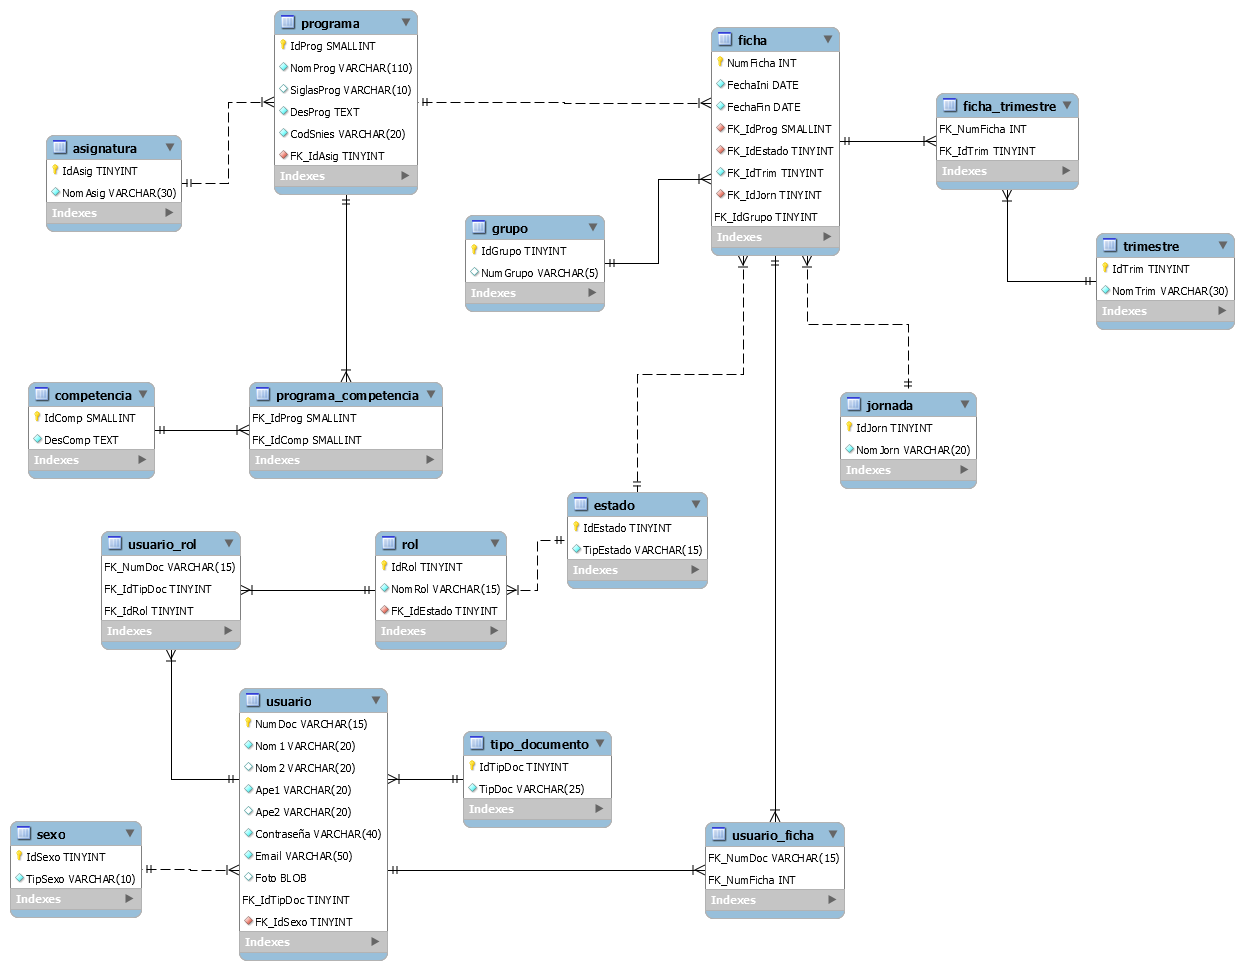 programa
IdProg SMALLINT
NomProg VARCHAR(110)
SiglasProg VARCHAR(10)
DesProg TEXT
CodSnies VARCHAR(20)
FK_IdAsig TINYINT
Indexes
ficha
NumFicha INT
FechaIni DATE
FechaFin DATE
FK_IdProg SMALLINT
FK_IdEstado TINYINT
FK_IdTrim TINYINT
FK_IdJorn TINYINT
FK_IdGrupo TINYINT
Indexes
ficha_trimestre
FK_NumFicha INT
FK_IdTrim TINYINT
Indexes
asignatura
IdAsig TINYINT
NomAsig VARCHAR(30)
Indexes
grupo
IdGrupo TINYINT
NumGrupo VARCHAR(5)
Indexes
trimestre
IdTrim TINYINT
NomTrim VARCHAR(30)
Indexes
competencia
IdComp SMALLINT
DesComp TEXT
Indexes
programa_competencia
FK_IdProg SMALLINT
FK_IdComp SMALLINT
Indexes
jornada
IdJorn TINYINT
NomJorn VARCHAR(20)
Indexes
estado
IdEstado TINYINT
TipEstado VARCHAR(15)
Indexes
usuario_rol
FK_NumDoc VARCHAR(15)
FK_IdTipDoc TINYINT
FK_IdRol TINYINT
Indexes
rol
IdRol TINYINT
NomRol VARCHAR(15)
FK_IdEstado TINYINT
Indexes
usuario
NumDoc VARCHAR(15)
Nom1 VARCHAR(20)
Nom2 VARCHAR(20)
Ape1 VARCHAR(20)
Ape2 VARCHAR(20)
Contraseña VARCHAR(40)
Email VARCHAR(50)
Foto BLOB
FK_IdTipDoc TINYINT
FK_IdSexo TINYINT
Indexes
tipo_documento
IdTipDoc TINYINT
TipDoc VARCHAR(25)
Indexes
sexo
IdSexo TINYINT
TipSexo VARCHAR(10)
Indexes
usuario_ficha
FK_NumDoc VARCHAR(15)
FK_NumFicha INT
Indexes